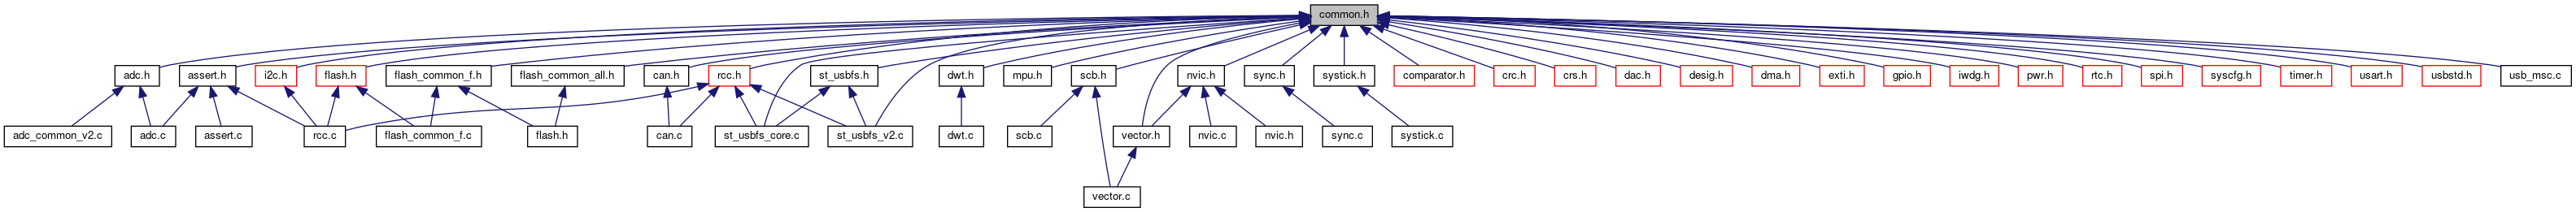 common.h
adc.h
assert.h
i2c.h
flash.h
flash_common_f.h
flash_common_all.h
can.h
rcc.h
st_usbfs.h
dwt.h
mpu.h
scb.h
nvic.h
sync.h
systick.h
comparator.h
crc.h
crs.h
dac.h
desig.h
dma.h
exti.h
gpio.h
iwdg.h
pwr.h
rtc.h
spi.h
syscfg.h
timer.h
usart.h
usbstd.h
usb_msc.c
adc_common_v2.c
adc.c
assert.c
rcc.c
flash_common_f.c
flash.h
can.c
st_usbfs_core.c
st_usbfs_v2.c
dwt.c
scb.c
vector.h
nvic.c
nvic.h
sync.c
systick.c
vector.c